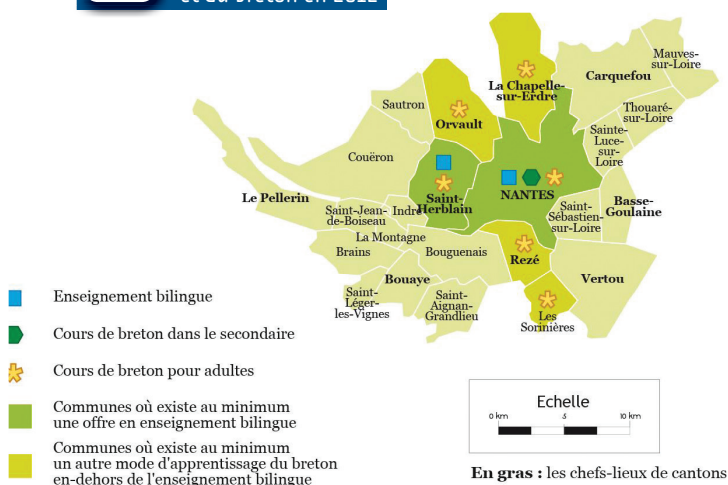 et du breton en 2012
Mauves-
sur-Loire
La Chapelle-
sur-Erdre
Carquefou
Sautron
Orvault
Thouaré-
sur-Loire
Sainte-
Luce-
sur-
Loire
Couëron
Le Pellerin
Saint-
Herblain
NANTES
Basse-
Goulaine
Saint-Jean-
de-Boiseau
Indre
Saint-
Sébastien-
sur-Loire
La Montagne
Brains
Bouguenais
Rezé
Vertou
Bouaye
Saint-
Léger-
les-Vignes
Saint-
Aignan-
Grandlieu
Les
Sorinières
Enseignement bilingue
Cours de breton dans le secondaire
Cours de breton pour adultes
Communes où existe au minimum
une offre en enseignement bilingue
Communes où existe au minimum
un autre mode d'apprentissage du breton
en-dehors de l'enseignement bilingue
Echelle
0 km 5 10 km
En gras : les chefs-lieux de cantons